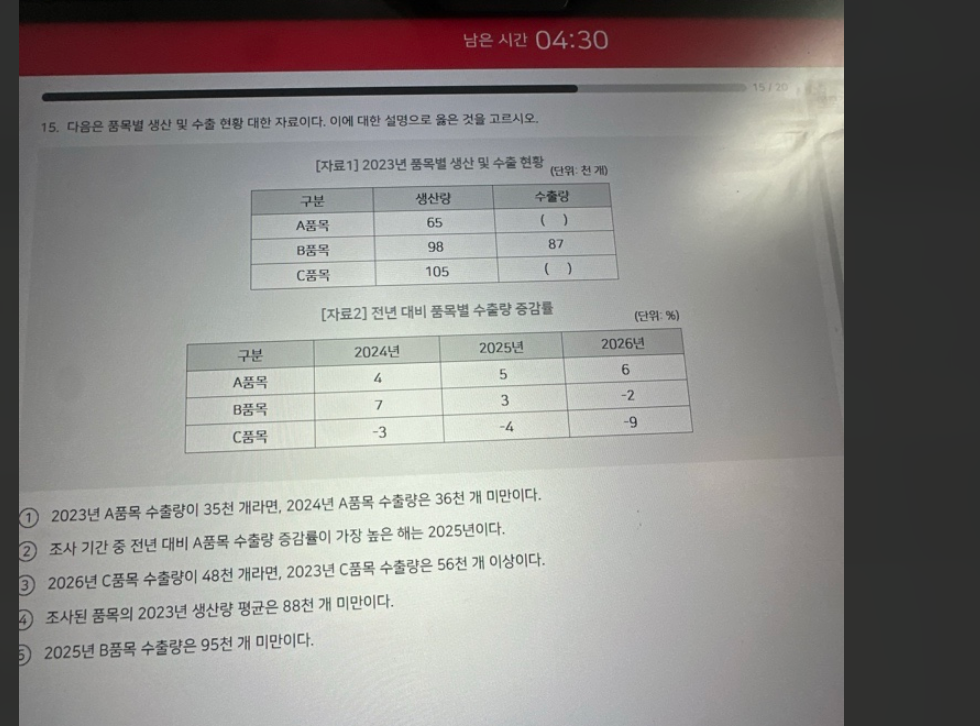 남은 시간 04:30
15 / 20
15. 다음은 품목별 생산 및 수출 현황 대한 자료이다. 이에 대한 설명으로 옳은 것을 고르시오.
[자료1] 2023년 품목별 생산 및 수출 현황
(단위: 천 개)
구분 생산량 수출량
A품목 65 ( )
B품목 98 87
C품목 105 ( )
[자료2] 전년 대비 품목별 수출량 증감률
(단위: %)
구분 2024년 2025년 2026년
A품목 4 5 6
B품목 7 3 -2
C품목 -3 -4 -9
① 2023년 A품목 수출량이 35천 개라면, 2024년 A품목 수출량은 36천 개 미만이다.
② 조사 기간 중 전년 대비 A품목 수출량 증감률이 가장 높은 해는 2025년이다.
③ 2026년 C품목 수출량이 48천 개라면, 2023년 C품목 수출량은 56천 개 이상이다.
④ 조사된 품목의 2023년 생산량 평균은 88천 개 미만이다.
⑤ 2025년 B품목 수출량은 95천 개 미만이다.